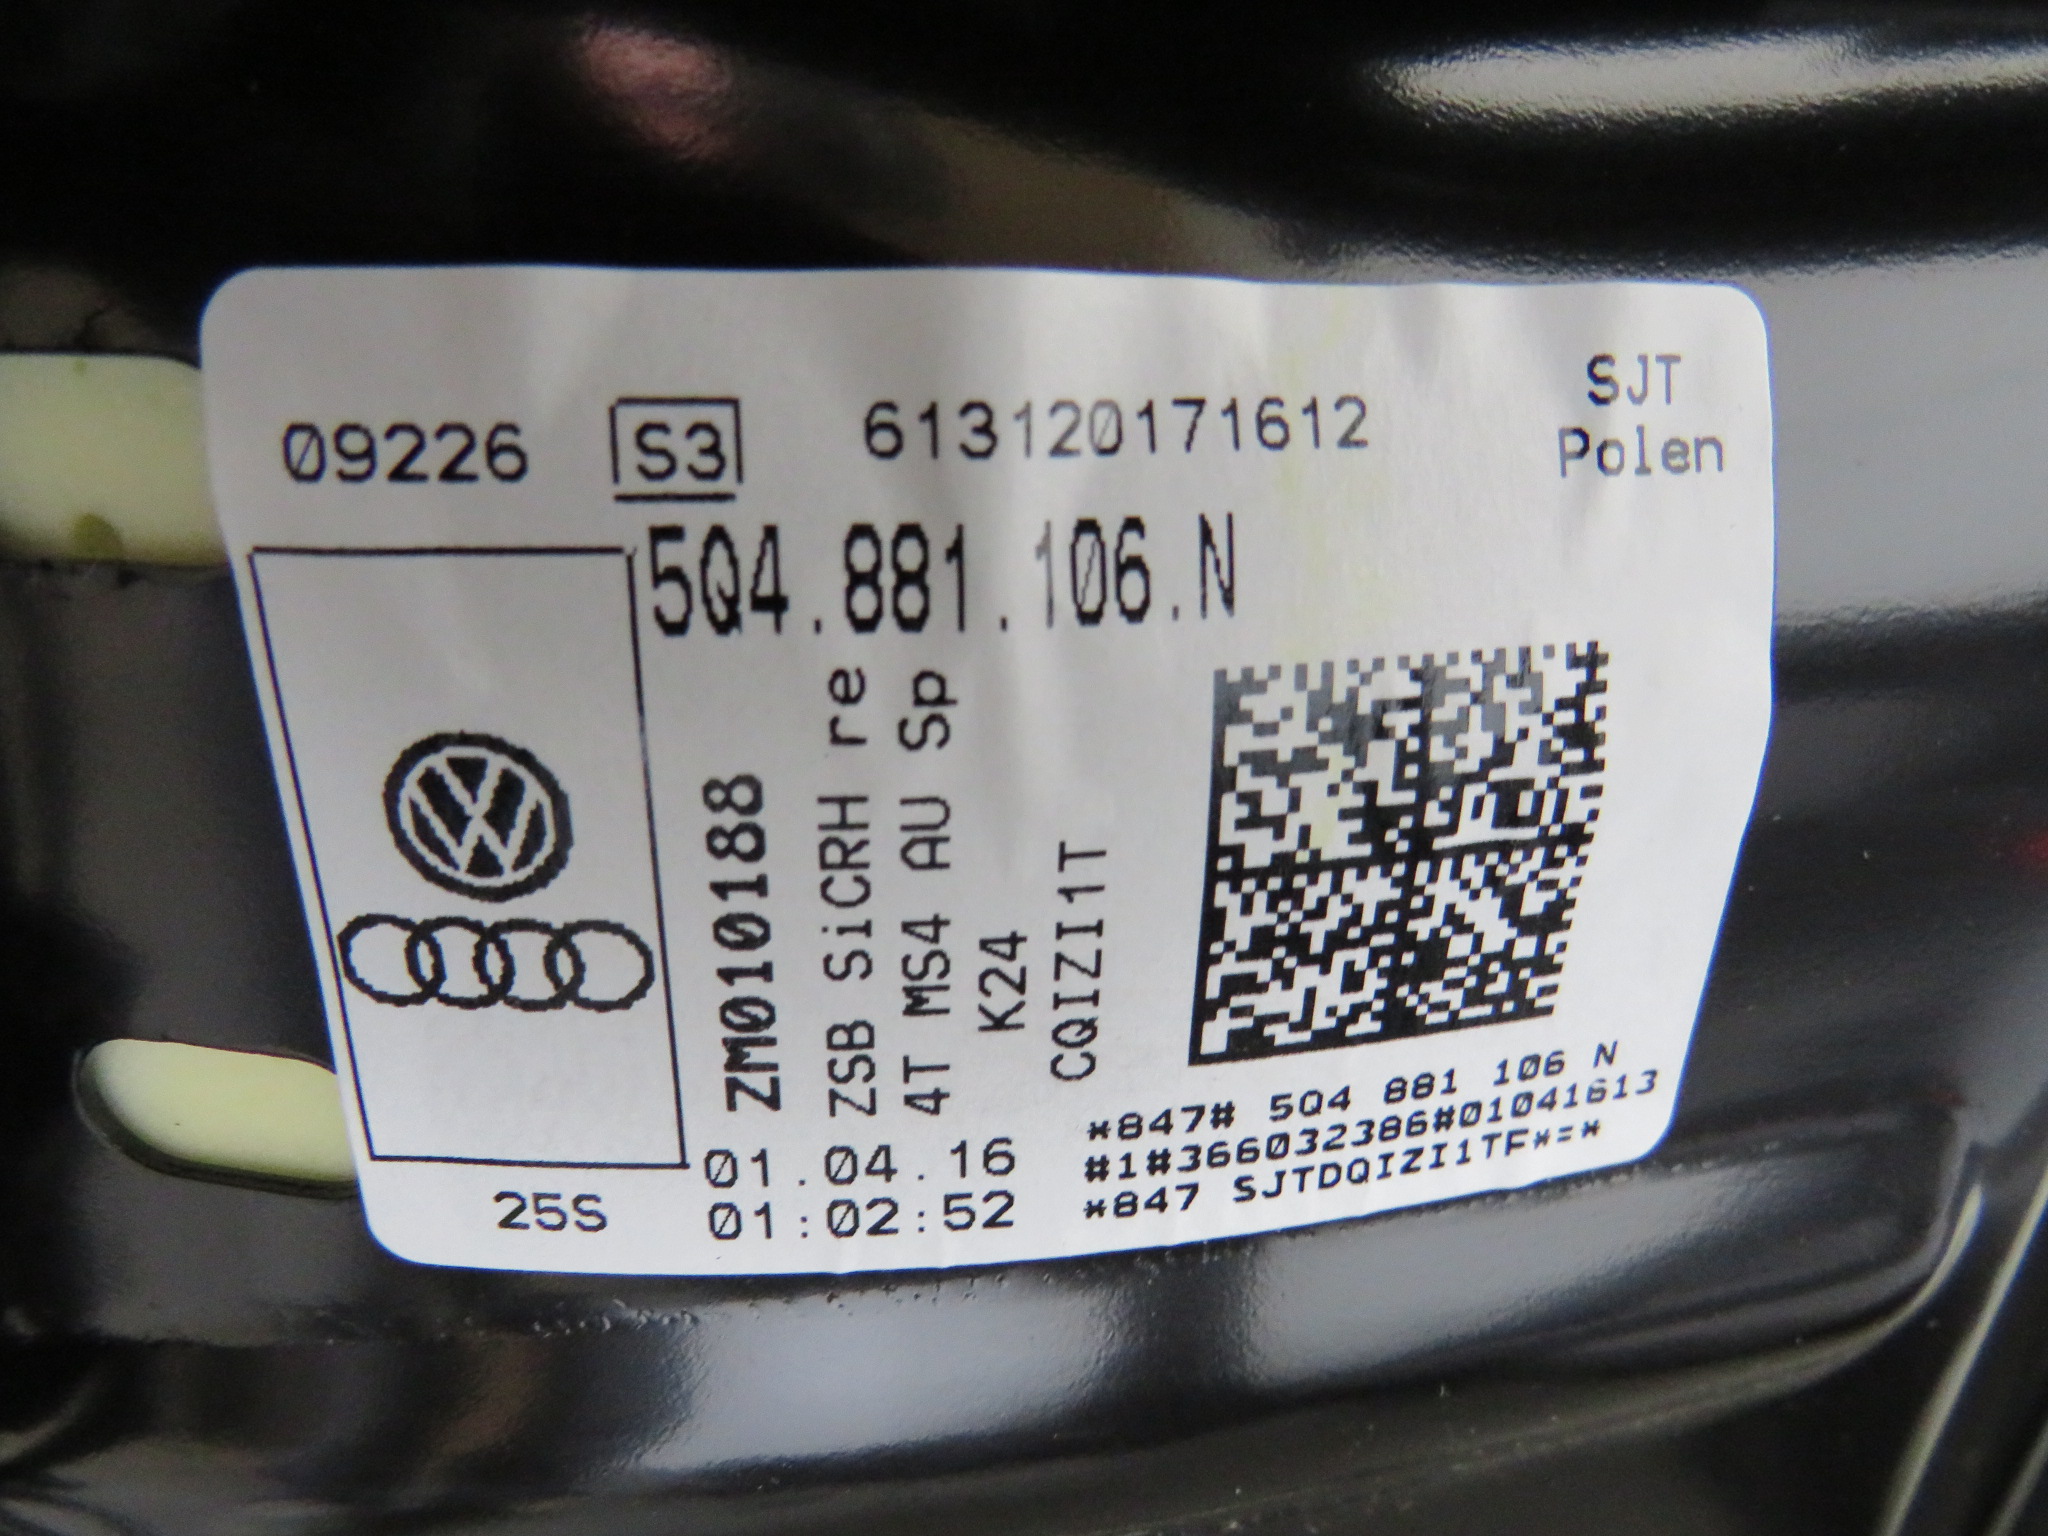 09226 S3 613120171612
SJT
Polen
5Q4.881.106.N
ZM010188
ZSB SiCRH re
4T MS4 AU Sp
K24
CQIZI1T
01.04.16
01:02:52
25S
*847# 5Q4 881 106 N
#1#366032386#01041613
*847 SJTDQIZI1TF*=*